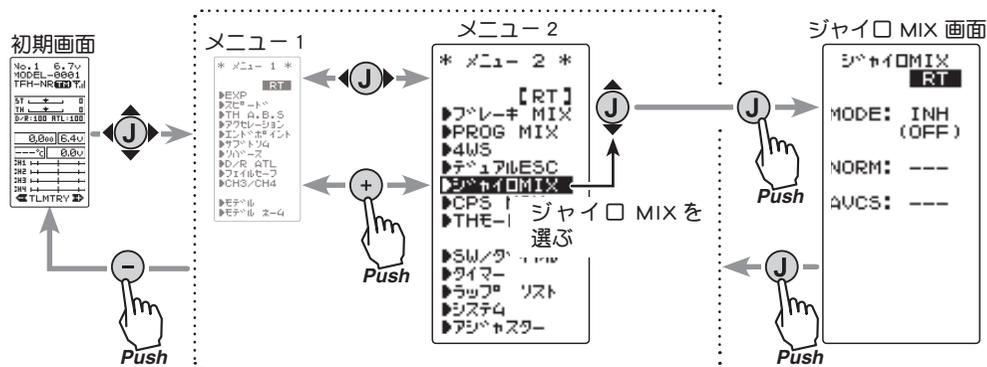 初期画面
No.1 6.7v
MODEL-0001
TFH-NR TM
ST 0
TH 0
D/R:100 ATL:100
0.0 6.4v
---℃ 0.0v
CH1
CH2
CH3
CH4
TLMTRY
J
−
Push
メニュー 1
* メニュー 1 *
RT
▶EXP
▶スピード
▶TH A.B.S
▶アクセレーション
▶エンドポイント
▶サブトリム
▶リバース
▶D/R ATL
▶フェイルセーフ
▶CH3/CH4
▶モデル
▶モデル ネーム
J
+
Push
メニュー 2
* メニュー 2 *
[RT]
▶ブレーキ MIX
▶PROG MIX
▶4WS
▶デュアルESC
▶ジャイロMIX
▶CPS
▶THモー
▶SW/ダ
▶タイマー
▶ラップ リスト
▶システム
▶アジャスター
J
ジャイロ MIX を
選ぶ
J
Push
J
Push
ジャイロ MIX 画面
ジャイロMIX
RT
MODE: INH
(OFF)
NORM: ---
AVCS: ---